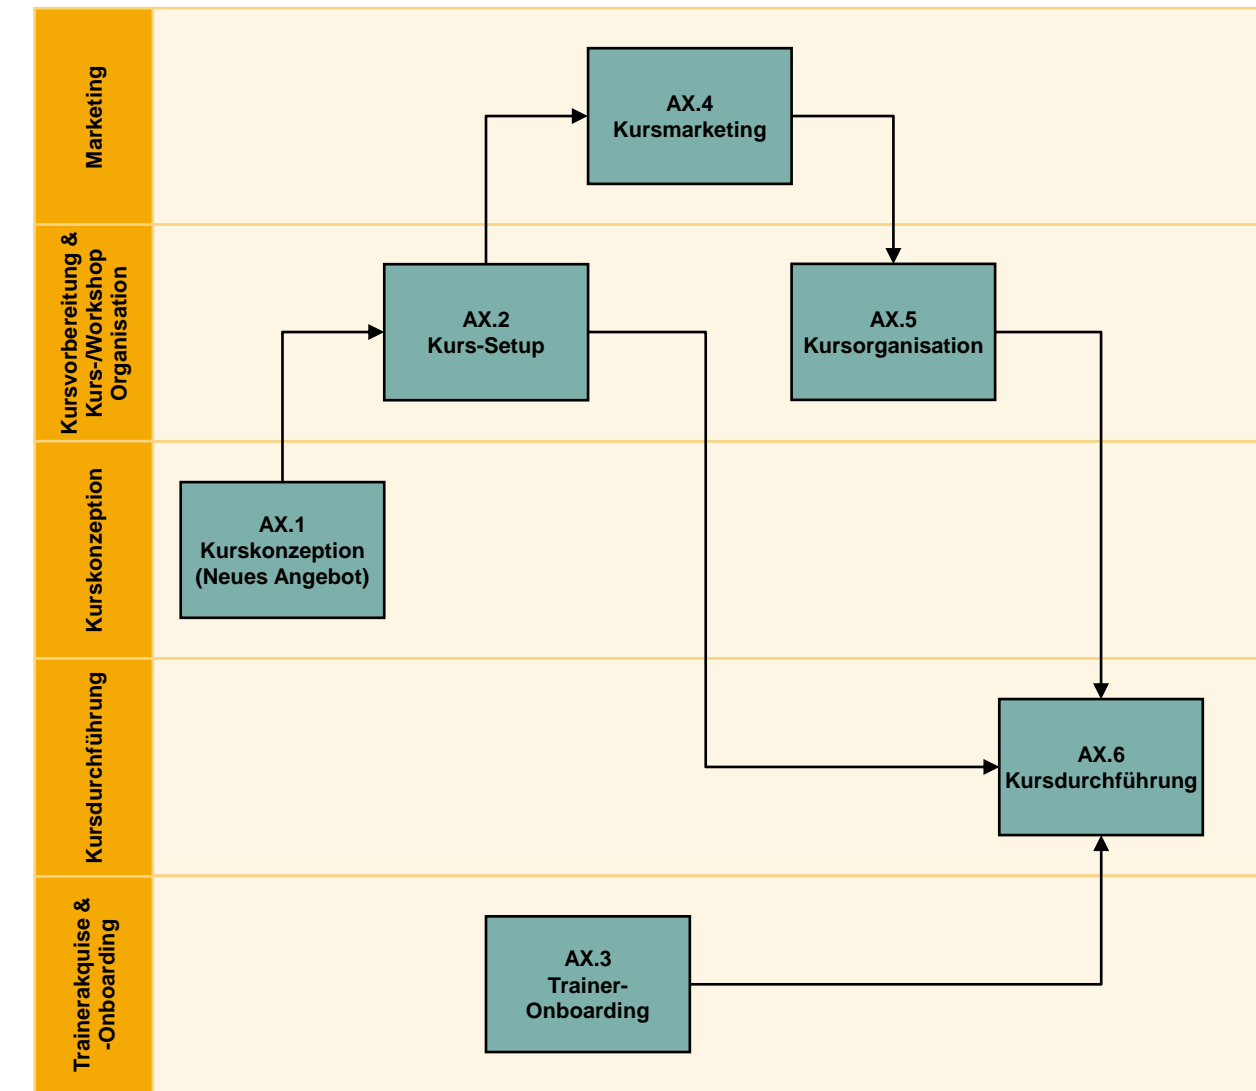 Marketing
AX.4
Kursmarketing
Kursvorbereitung &
Kurs-/Workshop
Organisation
AX.2
Kurs-Setup
AX.5
Kursorganisation
Kurskonzeption
AX.1
Kurskonzeption
(Neues Angebot)
Kursdurchführung
AX.6
Kursdurchführung
Trainerakquise &
-Onboarding
AX.3
Trainer-
Onboarding